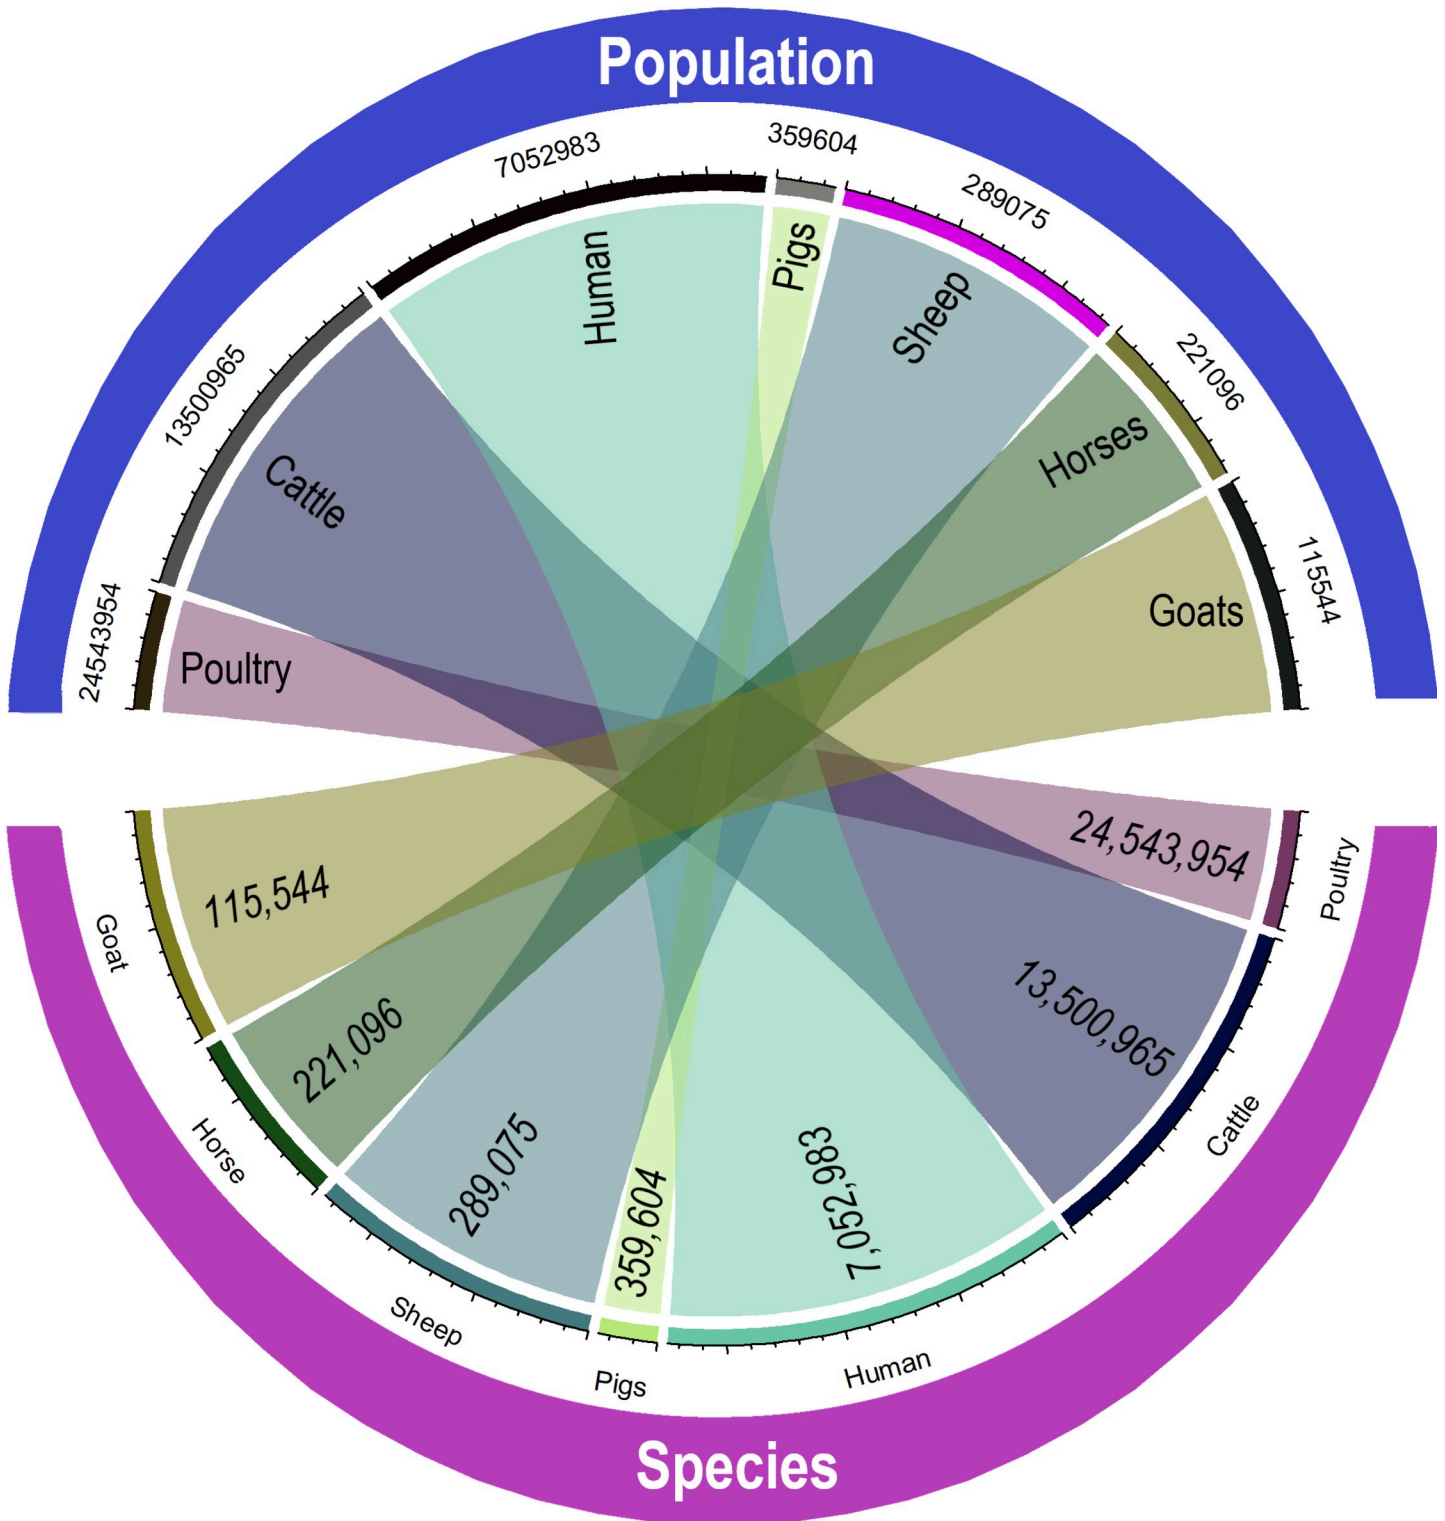 Population
24543954
13500965
7052983
359604
289075
221096
115544
Poultry
Cattle
Human
Pigs
Sheep
Horses
Goats
115,544
221,096
289,075
359,604
7,052,983
13,500,965
24,543,954
Goat
Horse
Sheep
Pigs
Human
Cattle
Poultry
Species